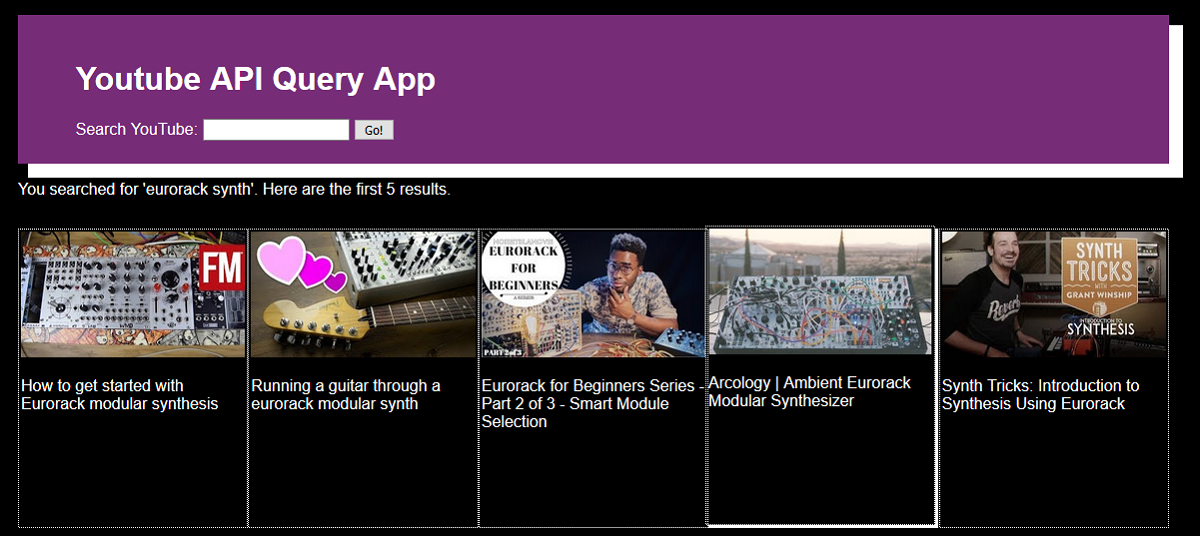 Youtube API Query App
Search YouTube: Go!
You searched for 'eurorack synth'. Here are the first 5 results.
FM
EURORACK
FOR
BEGINNERS
PART 2 of 3
Reverb
SYNTH
TRICKS
WITH
GRANT WINSHIP
INTRODUCTION TO
SYNTHESIS
How to get started with
Eurorack modular synthesis
Running a guitar through a
eurorack modular synth
Eurorack for Beginners Series -
Part 2 of 3 - Smart Module
Selection
Arcology | Ambient Eurorack
Modular Synthesizer
Synth Tricks: Introduction to
Synthesis Using Eurorack